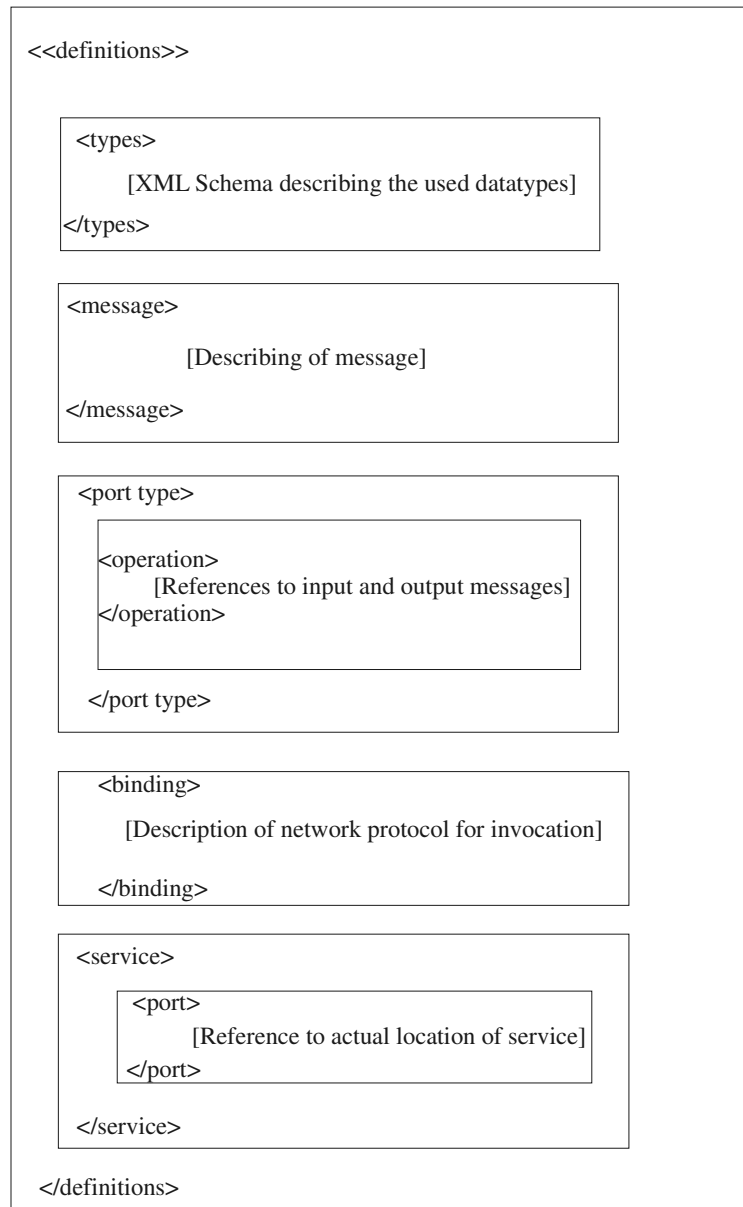 <<definitions>>
<types>
[XML Schema describing the used datatypes]
</types>
<message>
[Describing of message]
</message>
<port type>
<operation>
[References to input and output messages]
</operation>
</port type>
<binding>
[Description of network protocol for invocation]
</binding>
<service>
<port>
[Reference to actual location of service]
</port>
</service>
</definitions>